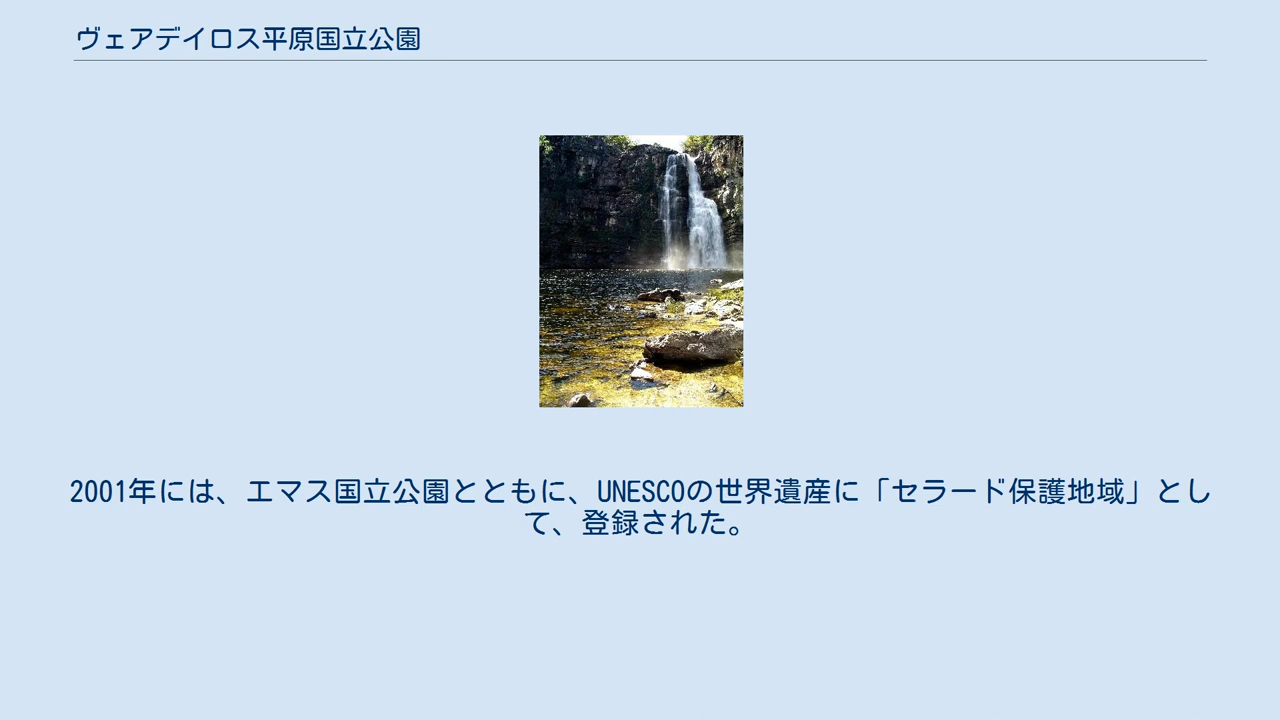 ヴェアデイロス平原国立公園
2001年には、エマス国立公園とともに、UNESCOの世界遺産に「セラード保護地域」とし
て、登録された。